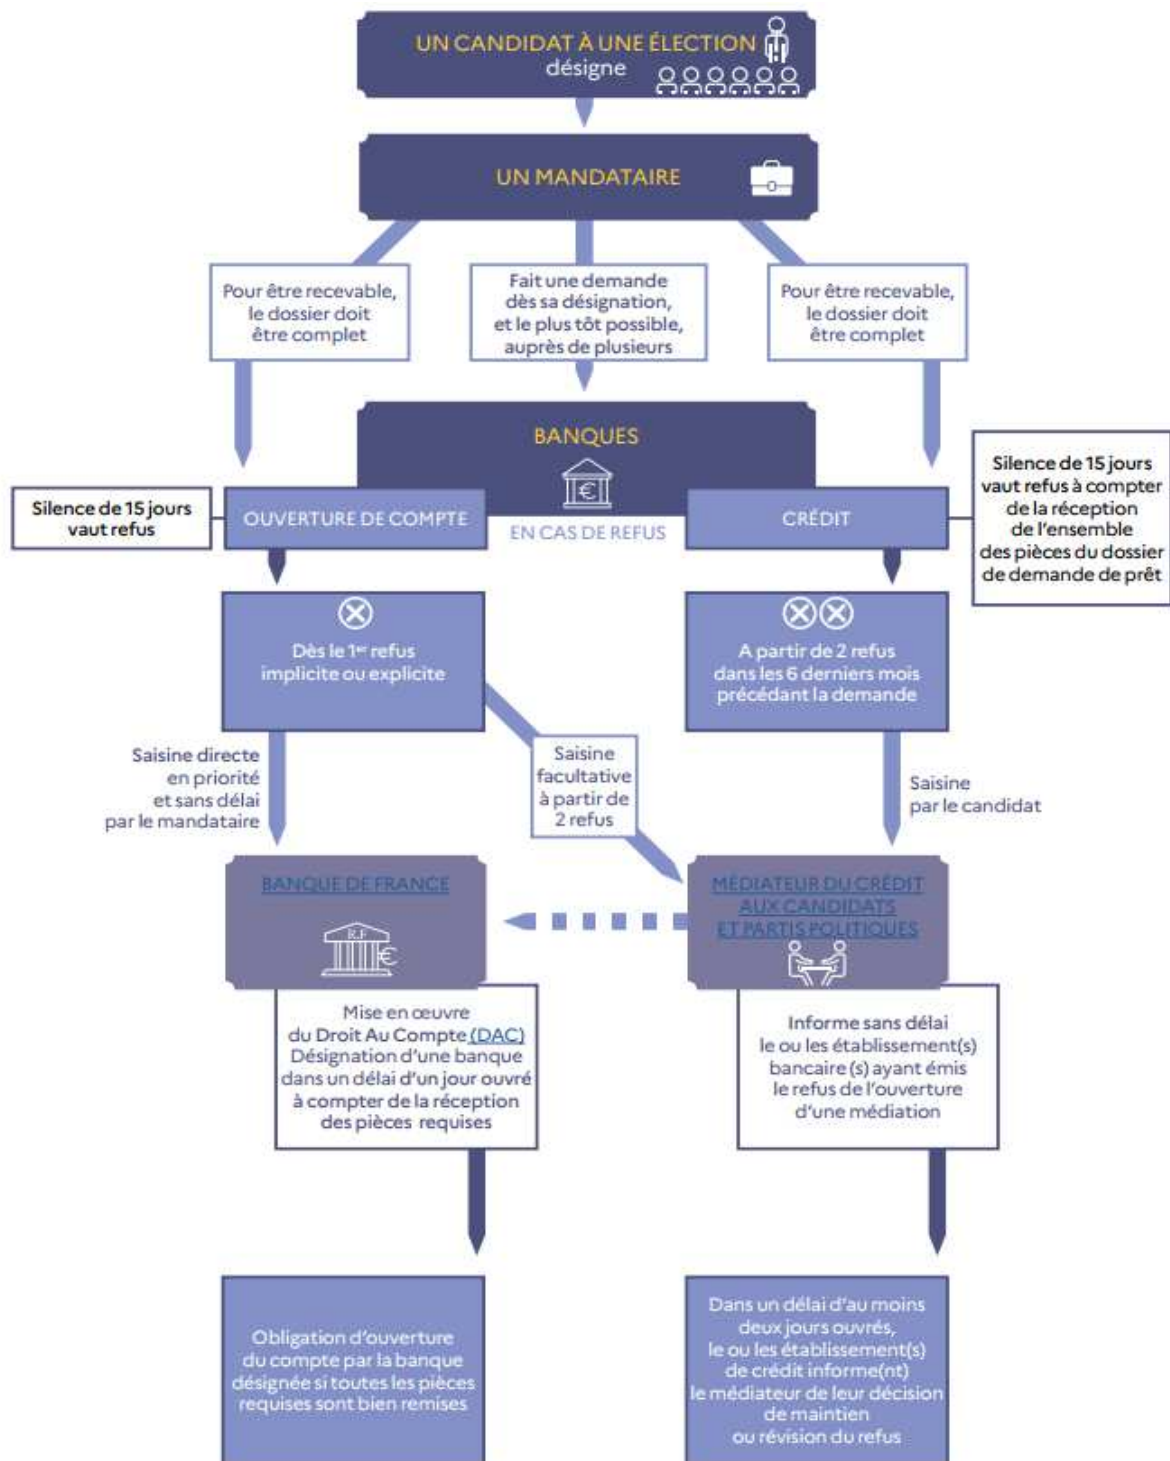 UN CANDIDAT À UNE ÉLECTION
désigne
UN MANDATAIRE
Pour être recevable,
le dossier doit
être complet
Fait une demande
dès sa désignation,
et le plus tôt possible,
auprès de plusieurs
Pour être recevable,
le dossier doit
être complet
BANQUES
€
Silence de 15 jours
vaut refus
OUVERTURE DE COMPTE
EN CAS DE REFUS
CRÉDIT
Silence de 15 jours
vaut refus à compter
de la réception
de l'ensemble
des pièces du dossier
de demande de prêt
Dès le 1er refus
implicite ou explicite
A partir de 2 refus
dans les 6 derniers mois
précédant la demande
Saisine directe
en priorité
et sans délai
par le mandataire
Saisine
facultative
à partir de
2 refus
Saisine
par le candidat
BANQUE DE FRANCE
R.F
€
MÉDIATEUR DU CRÉDIT
AUX CANDIDATS
ET PARTIS POLITIQUES
Mise en œuvre
du Droit Au Compte (DAC)
Désignation d'une banque
dans un délai d'un jour ouvré
à compter de la réception
des pièces requises
Informe sans délai
le ou les établissement(s)
bancaire (s) ayant émis
le refus de l'ouverture
d'une médiation
Obligation d'ouverture
du compte par la banque
désignée si toutes les pièces
requises sont bien remises
Dans un délai d'au moins
deux jours ouvrés,
le ou les établissement(s)
de crédit informe(nt)
le médiateur de leur décision
de maintien
ou révision du refus